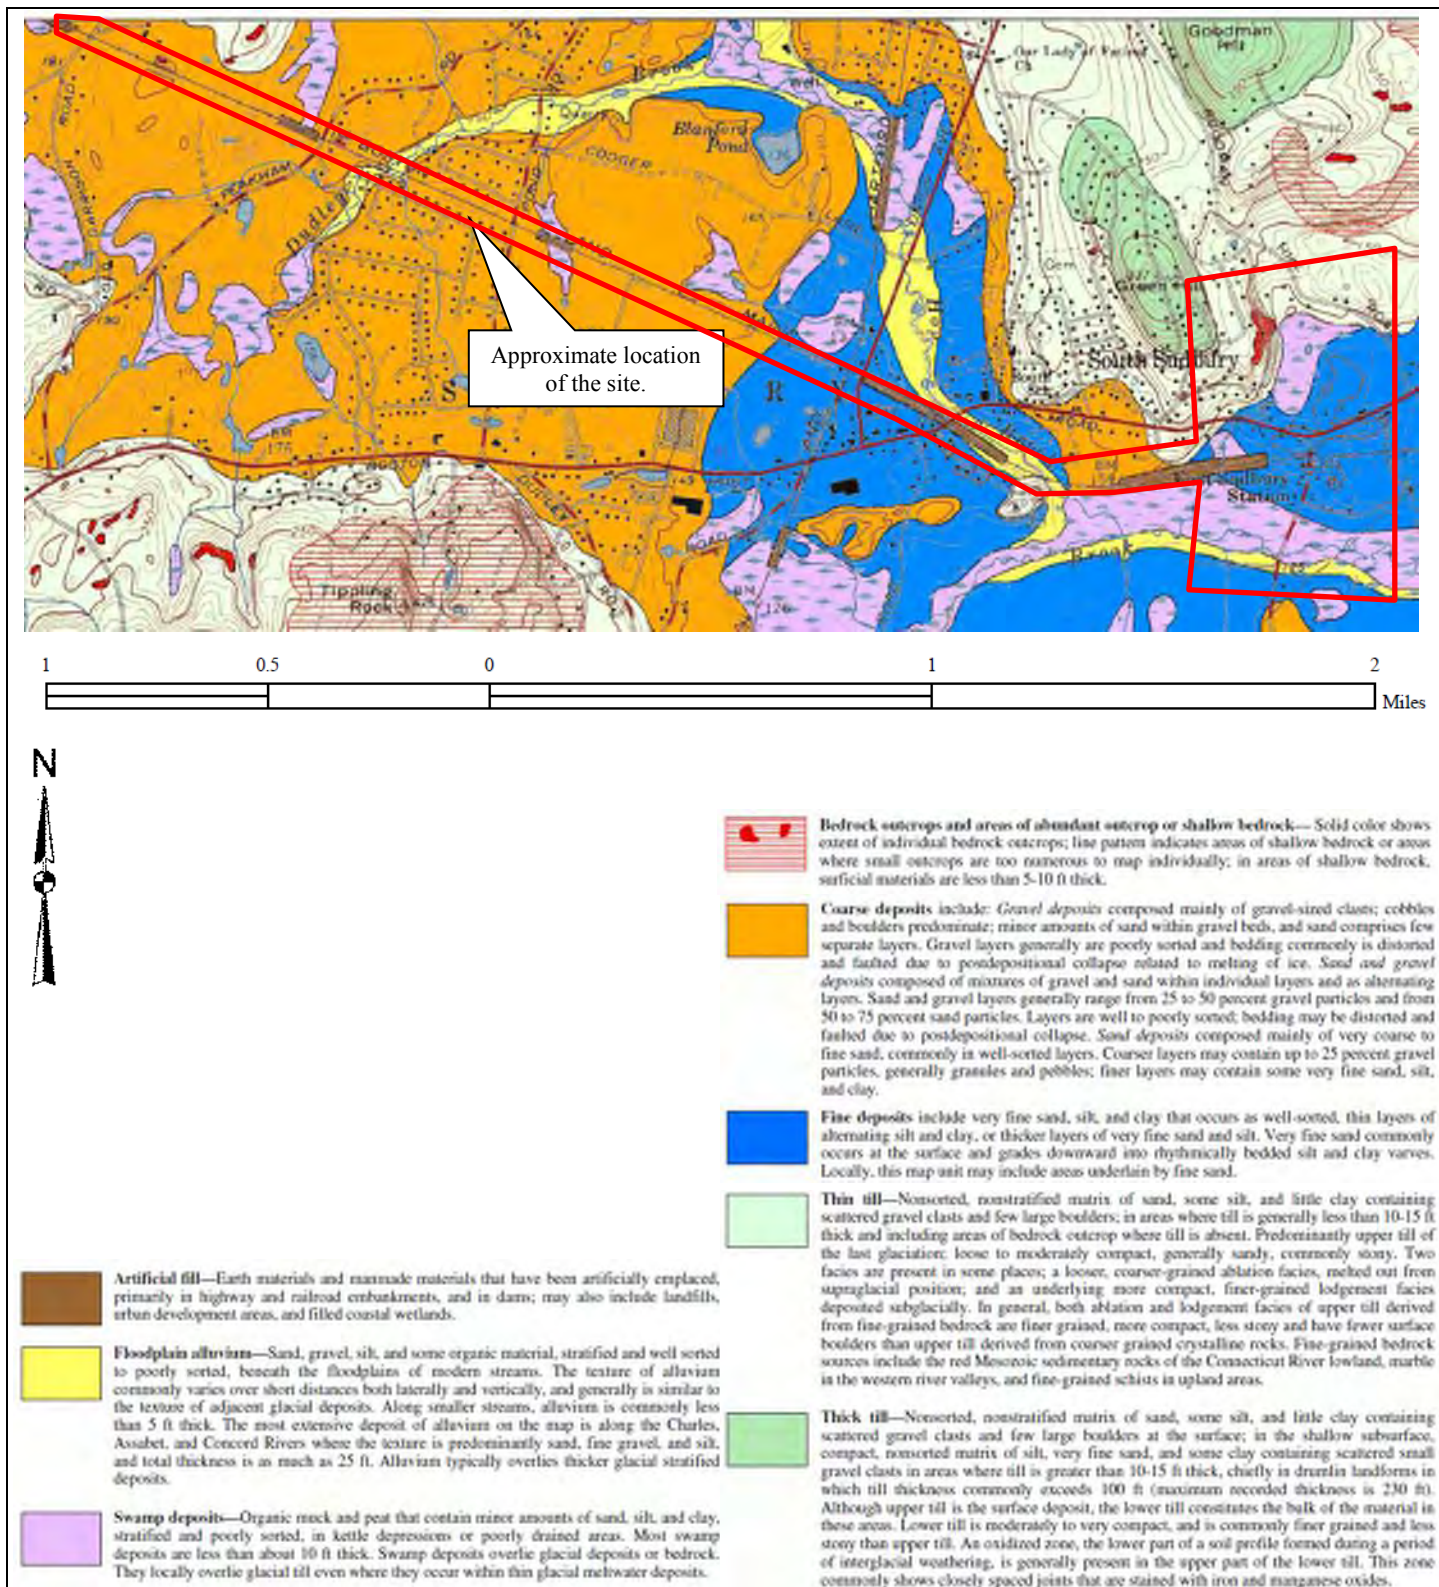 Goodman
Hill
Our Lady of Fatima
Ch
Brook
Well
Quarry
Blanford
Pond
CODGER
ROAD
PEAKHAM
Dudley
Approximate location
of the site.
Green
South Sudbury
S
R
Y
ROAD
BM
Station
Brook
BOSTON
DUTTON
Tippling
Rock
BM
126
1
0.5
0
1
2
Miles
N
Bedrock outcrops and areas of abundant outcrop or shallow bedrock— Solid color shows
extent of individual bedrock outcrops; line pattern indicates areas of shallow bedrock or areas
where small outcrops are too numerous to map individually; in areas of shallow bedrock,
surficial materials are less than 5-10 ft thick.
Coarse deposits include: Gravel deposits composed mainly of gravel-sized clasts; cobbles
and boulders predominate; minor amounts of sand within gravel beds, and sand comprises few
separate layers. Gravel layers generally are poorly sorted and bedding commonly is distorted
and faulted due to postdepositional collapse related to melting of ice. Sand and gravel
deposits composed of mixtures of gravel and sand within individual layers and as alternating
layers. Sand and gravel layers generally range from 25 to 50 percent gravel particles and from
50 to 75 percent sand particles. Layers are well to poorly sorted; bedding may be distorted and
faulted due to postdepositional collapse. Sand deposits composed mainly of very coarse to
fine sand, commonly in well-sorted layers. Coarser layers may contain up to 25 percent gravel
particles, generally granules and pebbles; finer layers may contain some very fine sand, silt,
and clay.
Fine deposits include very fine sand, silt, and clay that occurs as well-sorted, thin layers of
alternating silt and clay, or thicker layers of very fine sand and silt. Very fine sand commonly
occurs at the surface and grades downward into rhythmically bedded silt and clay varves.
Locally, this map unit may include areas underlain by fine sand.
Thin till—Nonsorted, nonstratified matrix of sand, some silt, and little clay containing
scattered gravel clasts and few large boulders; in areas where till is generally less than 10-15 ft
thick and including areas of bedrock outcrop where till is absent. Predominantly upper till of
the last glaciation; loose to moderately compact, generally sandy, commonly stony. Two
facies are present in some places; a looser, coarser-grained ablation facies, melted out from
supraglacial position; and an underlying more compact, finer-grained lodgement facies
deposited subglacially. In general, both ablation and lodgement facies of upper till derived
from fine-grained bedrock are finer grained, more compact, less stony and have fewer surface
boulders than upper till derived from coarser grained crystalline rocks. Fine-grained bedrock
sources include the red Mesozoic sedimentary rocks of the Connecticut River lowland, marble
in the western river valleys, and fine-grained schists in upland areas.
Thick till—Nonsorted, nonstratified matrix of sand, some silt, and little clay containing
scattered gravel clasts and few large boulders at the surface; in the shallow subsurface,
compact, nonsorted matrix of silt, very fine sand, and some clay containing scattered small
gravel clasts in areas where till is greater than 10-15 ft thick, chiefly in drumlin landforms in
which till thickness commonly exceeds 100 ft (maximum recorded thickness is 230 ft).
Although upper till is the surface deposit, the lower till constitutes the bulk of the material in
these areas. Lower till is moderately to very compact, and is commonly finer grained and less
stony than upper till. An oxidized zone, the lower part of a soil profile formed during a period
of interglacial weathering, is generally present in the upper part of the lower till. This zone
commonly shows closely spaced joints that are stained with iron and manganese oxides.
Artificial fill—Earth materials and manmade materials that have been artificially emplaced,
primarily in highway and railroad embankments, and in dams; may also include landfills,
urban development areas, and filled coastal wetlands.
Floodplain alluvium—Sand, gravel, silt, and some organic material, stratified and well sorted
to poorly sorted, beneath the floodplains of modern streams. The texture of alluvium
commonly varies over short distances both laterally and vertically, and generally is similar to
the texture of adjacent glacial deposits. Along smaller streams, alluvium is commonly less
than 5 ft thick. The most extensive deposit of alluvium on the map is along the Charles,
Assabet, and Concord Rivers where the texture is predominantly sand, fine gravel, and silt,
and total thickness is as much as 25 ft. Alluvium typically overlies thicker glacial stratified
deposits.
Swamp deposits—Organic muck and peat that contain minor amounts of sand, silt, and clay,
stratified and poorly sorted, in kettle depressions or poorly drained areas. Most swamp
deposits are less than about 10 ft thick. Swamp deposits overlie glacial deposits or bedrock.
They locally overlie glacial till even where they occur within thin glacial meltwater deposits.